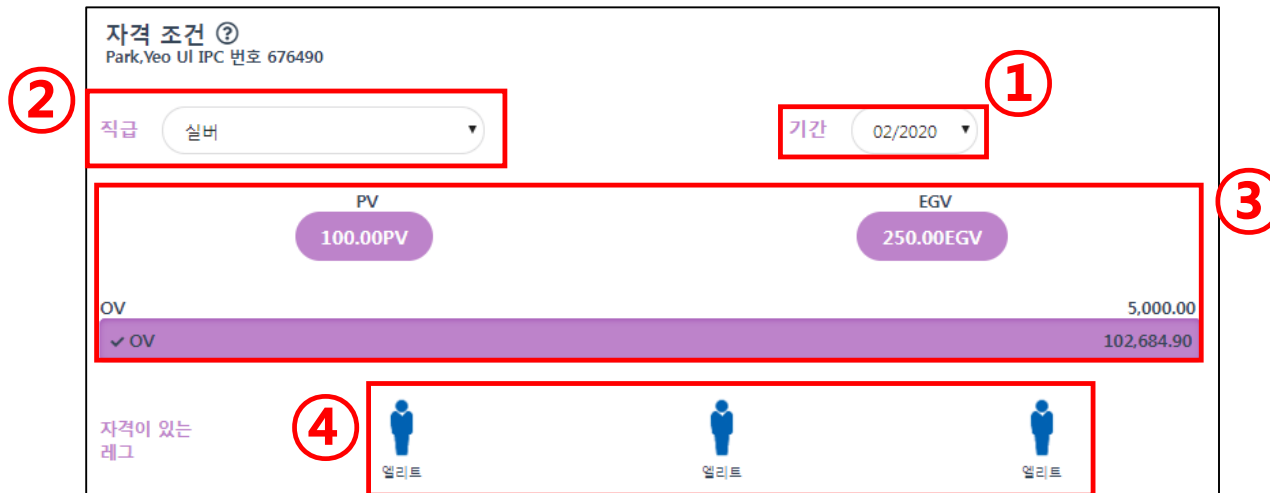 자격 조건 ?
Park,Yeo Ul IPC 번호 676490
①
②
직급 실버 기간 02/2020
③
PV EGV
100.00PV 250.00EGV
OV 5,000.00
✓ OV 102,684.90
④
자격이 있는
레그
엘리트 엘리트 엘리트